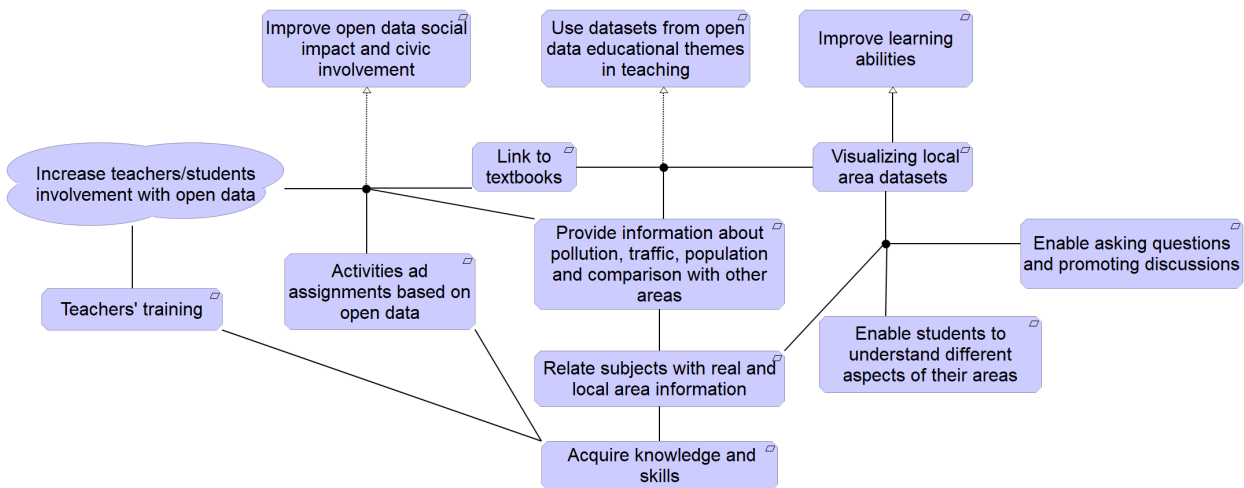 Improve open data social
impact and civic
involvement
Use datasets from open
data educational themes
in teaching
Improve learning
abilities
Increase teachers/students
involvement with open data
Link to
textbooks
Visualizing local
area datasets
Provide information about
pollution, traffic, population
and comparison with other
areas
Enable asking questions
and promoting discussions
Activities ad
assignments based on
open data
Teachers' training
Enable students to
understand different
aspects of their areas
Relate subjects with real and
local area information
Acquire knowledge and
skills